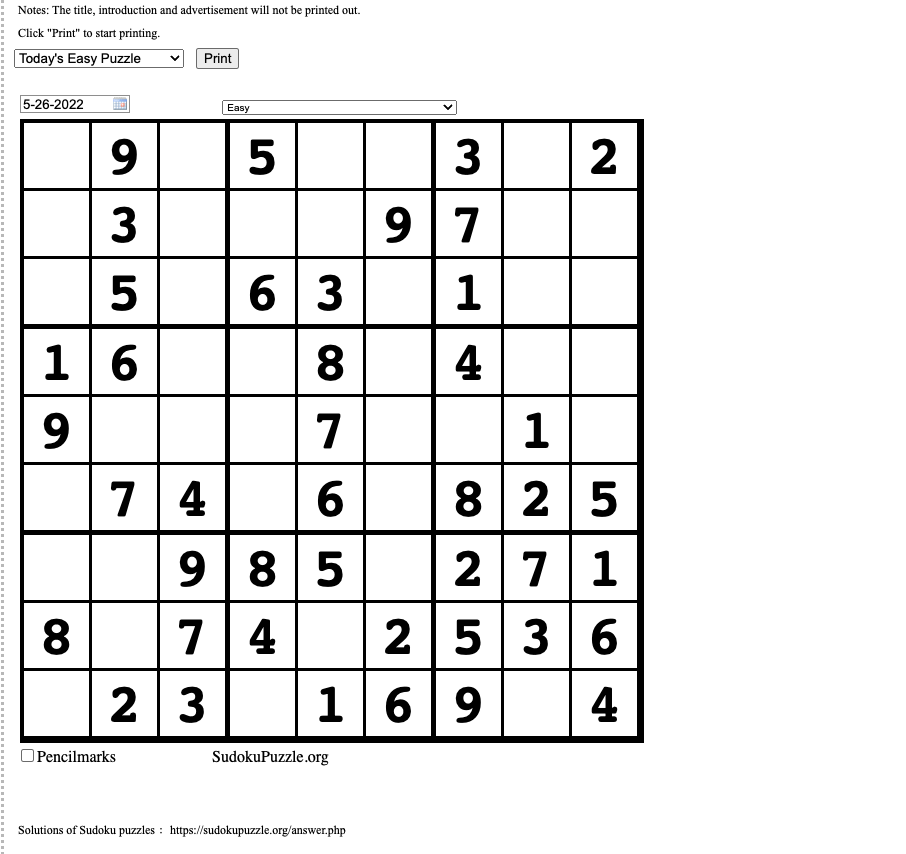 Notes: The title, introduction and advertisement will not be printed out.
Click "Print" to start printing.
Today's Easy Puzzle Print
5-26-2022 Easy
9 5 3 2
3 9 7
5 6 3 1
1 6 8 4
9 7 1
7 4 6 8 2 5
9 8 5 2 7 1
8 7 4 2 5 3 6
2 3 1 6 9 4
Pencilmarks SudokuPuzzle.org
Solutions of Sudoku puzzles : https://sudokupuzzle.org/answer.php